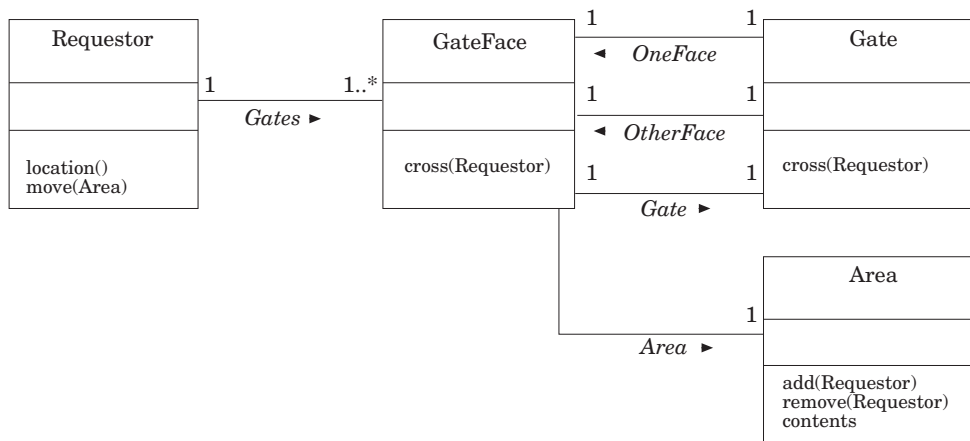 Requestor
location()
move(Area)
1
1..*
Gates ►
GateFace
cross(Requestor)
1
1
◄ OneFace
1
1
◄ OtherFace
1
1
Gate ►
Gate
cross(Requestor)
1
Area ►
Area
add(Requestor)
remove(Requestor)
contents